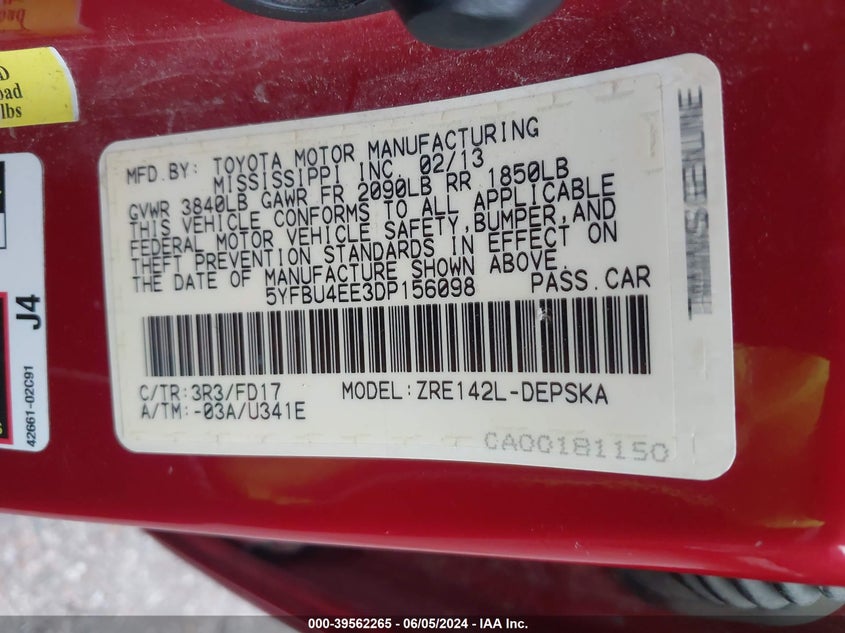 D
oad
lbs
J4
42661-02C91
MFD.BY: TOYOTA MOTOR MANUFACTURING
MISSISSIPPI INC. 02/13
GVWR 3840LB GAWR FR 2090LB RR 1850LB
THIS VEHICLE CONFORMS TO ALL APPLICABLE
FEDERAL MOTOR VEHICLE SAFETY,BUMPER,AND
THEFT PREVENTION STANDARDS IN EFFECT ON
THE DATE OF MANUFACTURE SHOWN ABOVE.
5YFBU4EE3DP156098 PASS.CAR
C/TR:3R3/FD17 MODEL:ZRE142L-DEPSKA
A/TM:-03A/U341E
CA00181150
000-39562265 - 06/05/2024 - IAA Inc.